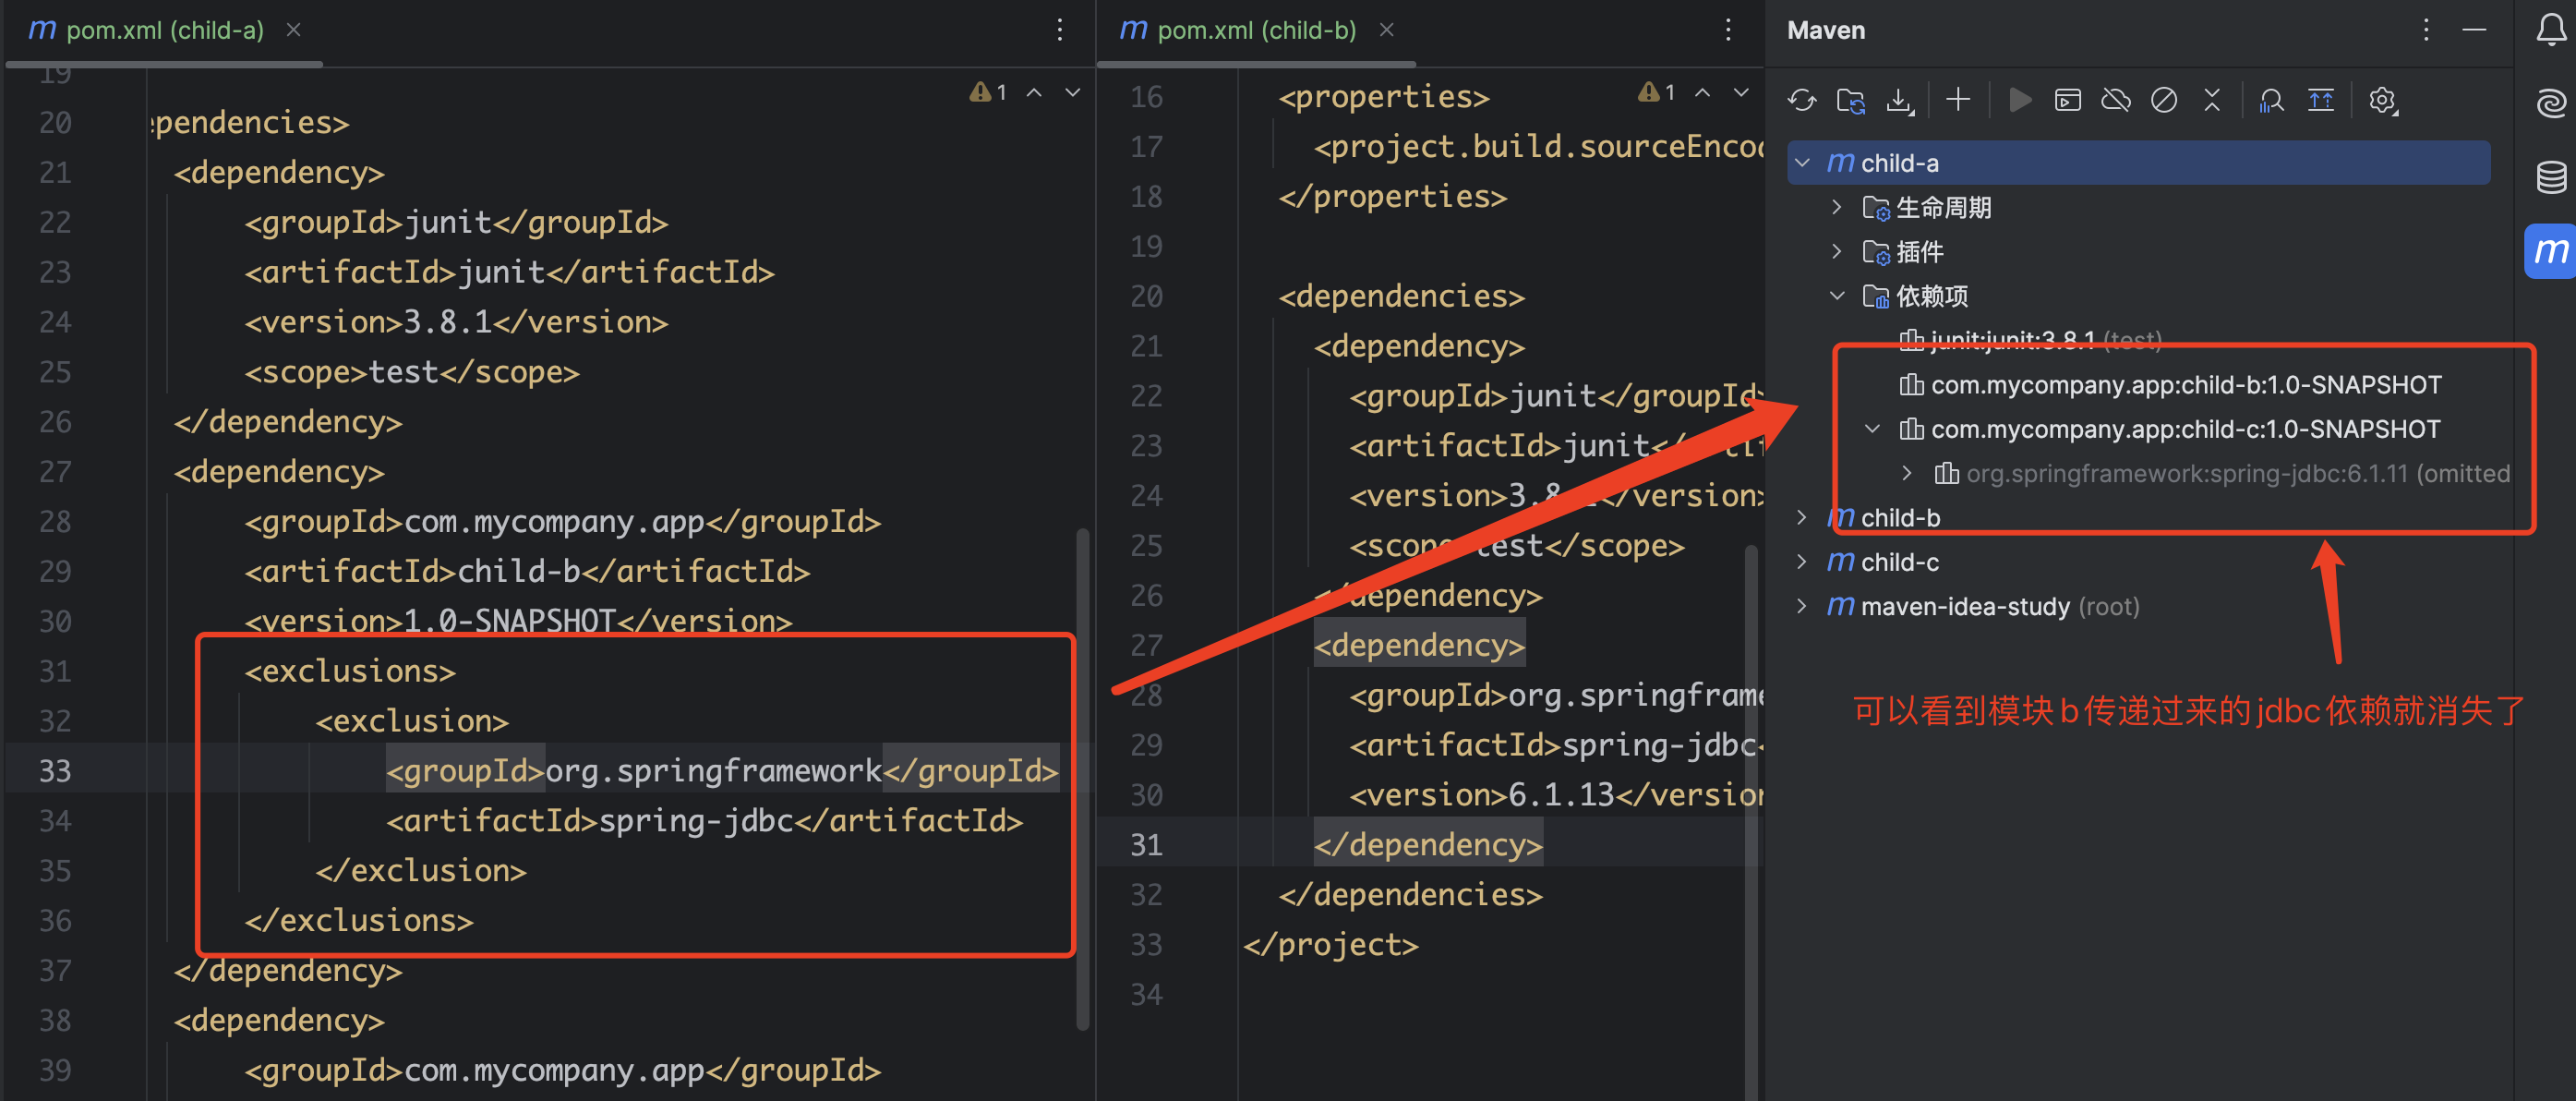 m pom.xml (child-a)
19
20 ependencies>
21 <dependency>
22 <groupId>junit</groupId>
23 <artifactId>junit</artifactId>
24 <version>3.8.1</version>
25 <scope>test</scope>
26 </dependency>
27 <dependency>
28 <groupId>com.mycompany.app</groupId>
29 <artifactId>child-b</artifactId>
30 <version>1.0-SNAPSHOT</version>
31 <exclusions>
32 <exclusion>
33 <groupId>org.springframework</groupId>
34 <artifactId>spring-jdbc</artifactId>
35 </exclusion>
36 </exclusions>
37 </dependency>
38 <dependency>
39 <groupId>com.mycompany.app</groupId>
1
m pom.xml (child-b)
1
16 <properties>
17 <project.build.sourceEncod
18 </properties>
19
20 <dependencies>
21 <dependency>
22 <groupId>junit</groupId>
23 <artifactId>junit</
24 <version>3.8. </version>
25 <scope test</scope>
26 </dependency>
27 <dependency>
28 <groupId>org.springframe
29 <artifactId>spring-jdbc<
30 <version>6.1.13</version
31 </dependency>
32 </dependencies>
33 </project>
34
Maven
m child-a
生命周期
插件
依赖项
junit:junit:3.8.1 (test)
com.mycompany.app:child-b:1.0-SNAPSHOT
com.mycompany.app:child-c:1.0-SNAPSHOT
org.springframework:spring-jdbc:6.1.11 (omitted
m child-b
m child-c
m maven-idea-study (root)
可以看到模块b传递过来的jdbc依赖就消失了
m